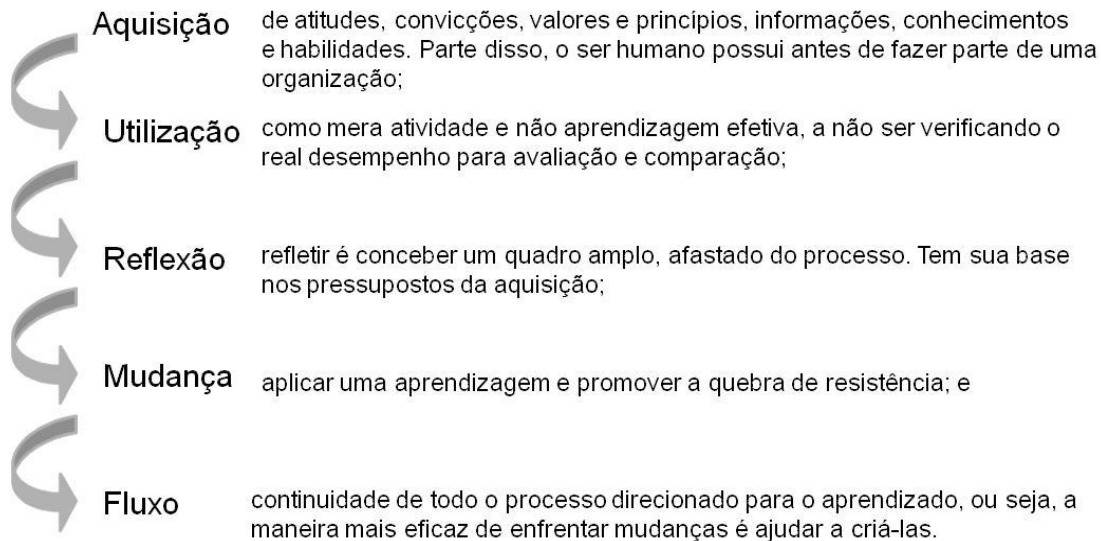 Aquisição de atitudes, convicções, valores e princípios, informações, conhecimentos
e habilidades. Parte disso, o ser humano possui antes de fazer parte de uma
organização;
Utilização como mera atividade e não aprendizagem efetiva, a não ser verificando o
real desempenho para avaliação e comparação;
Reflexão refletir é conceber um quadro amplo, afastado do processo. Tem sua base
nos pressupostos da aquisição;
Mudança aplicar uma aprendizagem e promover a quebra de resistência; e
Fluxo continuidade de todo o processo direcionado para o aprendizado, ou seja, a
maneira mais eficaz de enfrentar mudanças é ajudar a criá-las.